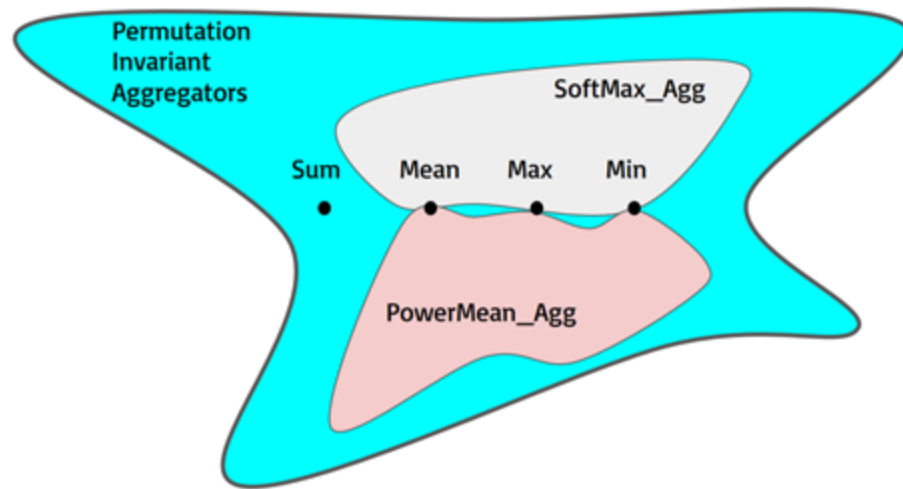 Permutation
Invariant
Aggregators
SoftMax_Agg
Sum
Mean
Max
Min
PowerMean_Agg